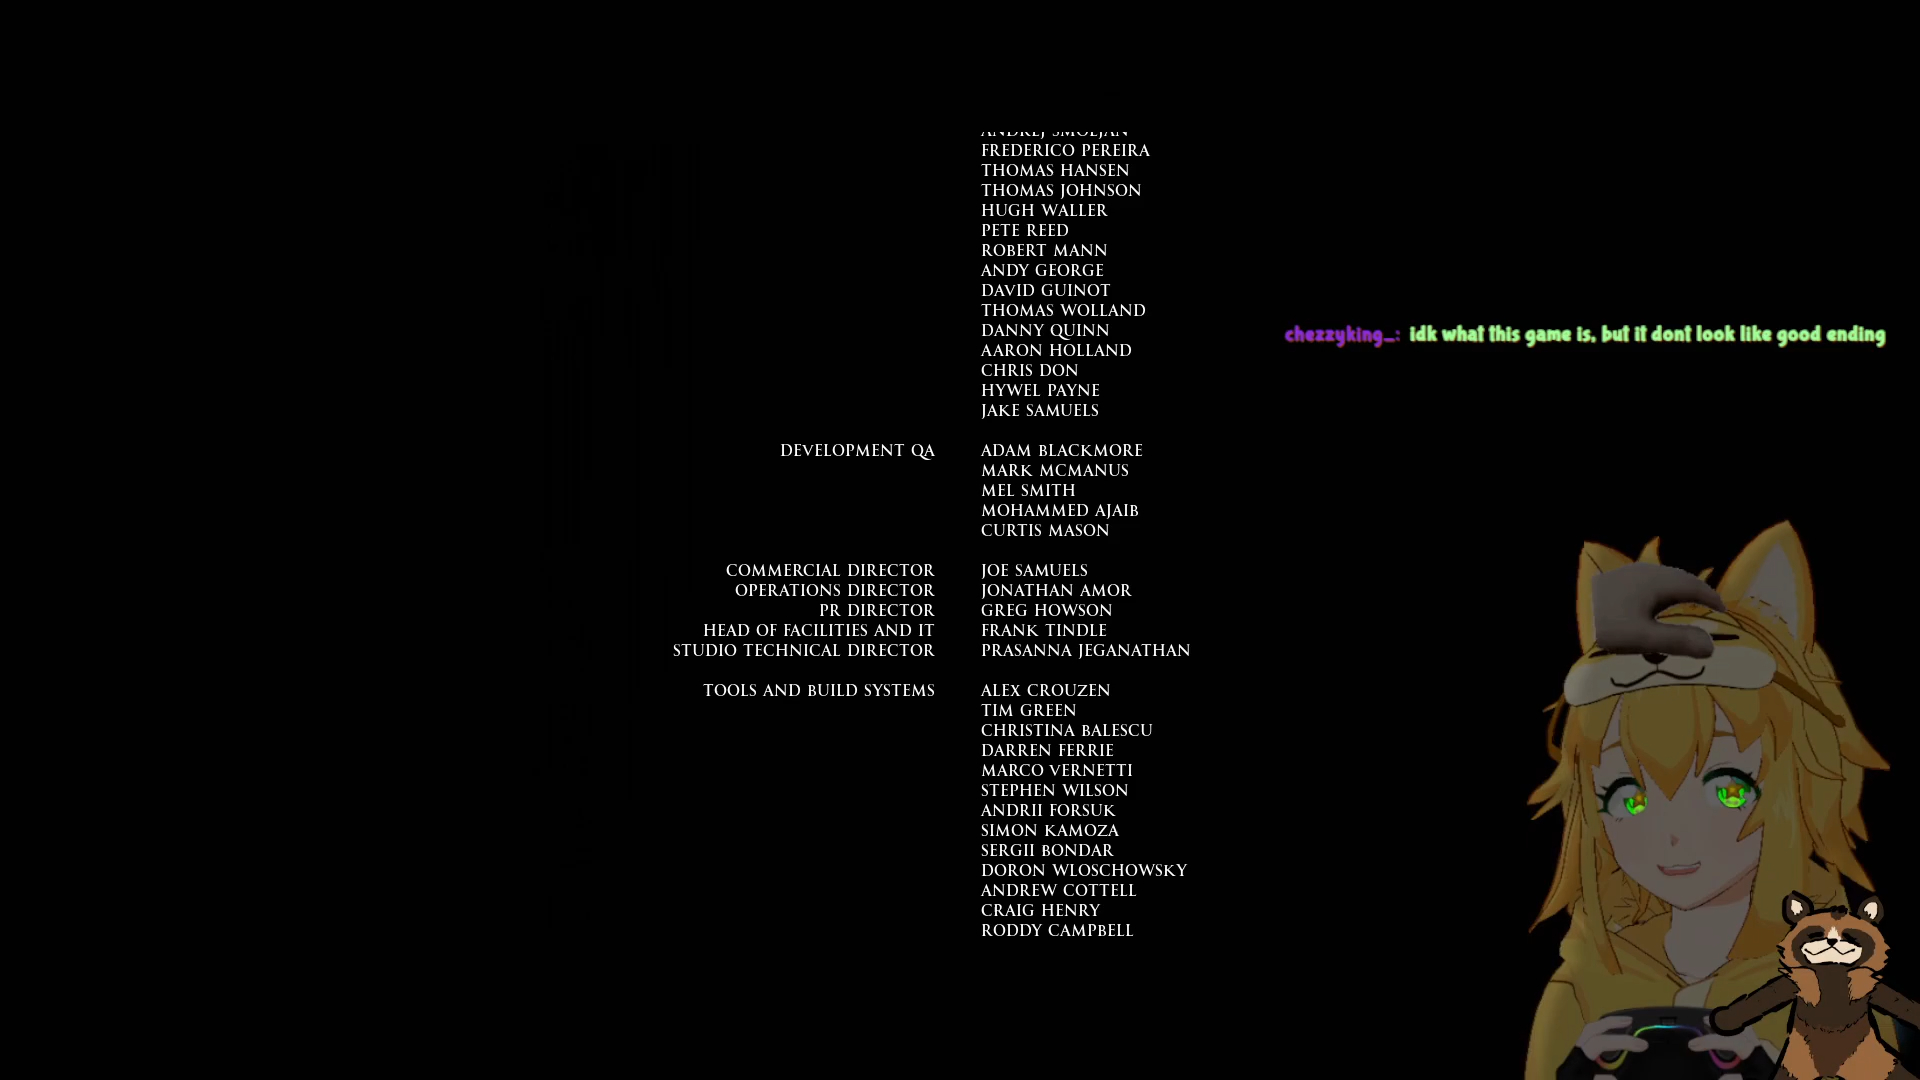 ANDREJ SMOLJAN
FREDERICO PEREIRA
THOMAS HANSEN
THOMAS JOHNSON
HUGH WALLER
PETE REED
ROBERT MANN
ANDY GEORGE
DAVID GUINOT
THOMAS WOLLAND
DANNY QUINN
AARON HOLLAND
CHRIS DON
HYWEL PAYNE
JAKE SAMUELS
DEVELOPMENT QA ADAM BLACKMORE
MARK MCMANUS
MEL SMITH
MOHAMMED AJAIB
CURTIS MASON
COMMERCIAL DIRECTOR JOE SAMUELS
OPERATIONS DIRECTOR JONATHAN AMOR
PR DIRECTOR GREG HOWSON
HEAD OF FACILITIES AND IT FRANK TINDLE
STUDIO TECHNICAL DIRECTOR PRASANNA JEGANATHAN
TOOLS AND BUILD SYSTEMS ALEX CROUZEN
TIM GREEN
CHRISTINA BALESCU
DARREN FERRIE
MARCO VERNETTI
STEPHEN WILSON
ANDRII FORSUK
SIMON KAMOZA
SERGII BONDAR
DORON WLOSCHOWSKY
ANDREW COTTELL
CRAIG HENRY
RODDY CAMPBELL
chezzyking_: idk what this game is, but it dont look like good ending